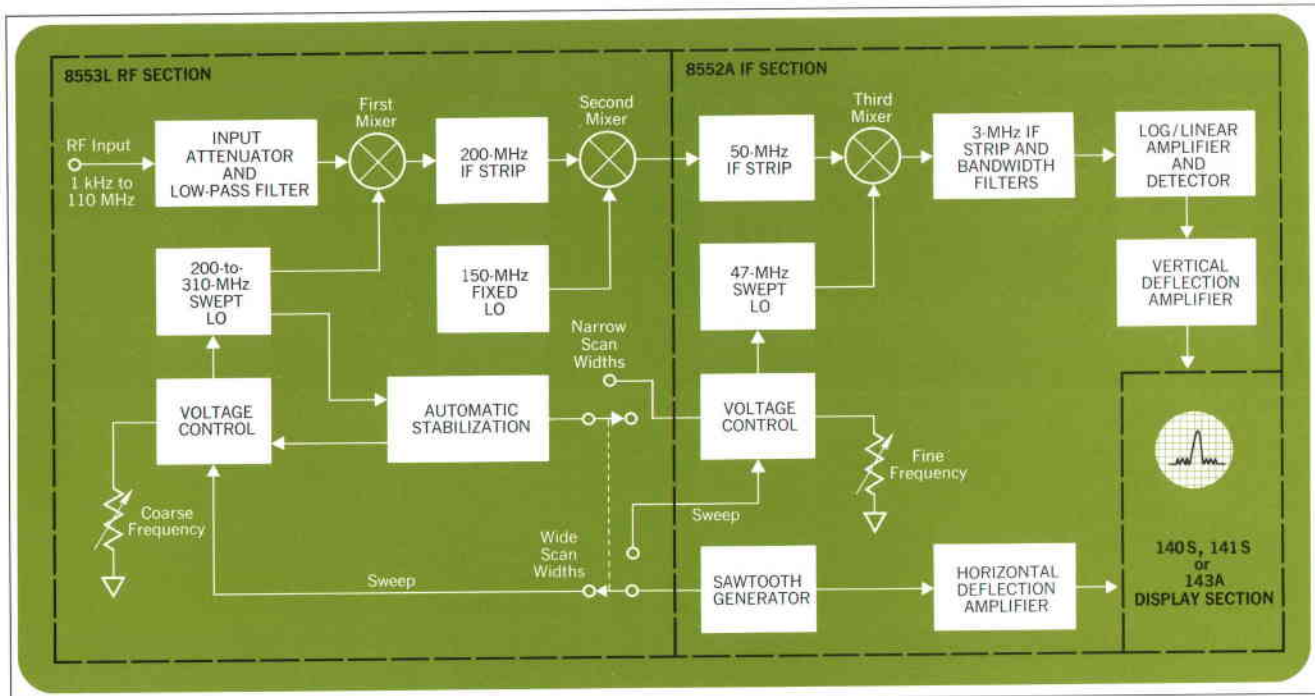 8553L RF SECTION
8552A IF SECTION
RF Input
1 kHz to
110 MHz
INPUT
ATTENUATOR
AND
LOW-PASS FILTER
First
Mixer
200-MHz
IF STRIP
Second
Mixer
50-MHz
IF STRIP
Third
Mixer
3-MHz IF
STRIP AND
BANDWIDTH
FILTERS
LOG/LINEAR
AMPLIFIER
AND
DETECTOR
200-to-
310-MHz
SWEPT
LO
150-MHz
FIXED
LO
47-MHz
SWEPT
LO
VERTICAL
DEFLECTION
AMPLIFIER
Narrow
Scan
Widths
VOLTAGE
CONTROL
AUTOMATIC
STABILIZATION
VOLTAGE
CONTROL
Coarse
Frequency
Fine
Frequency
Sweep
Wide
Scan
Widths
Sweep
SAWTOOTH
GENERATOR
HORIZONTAL
DEFLECTION
AMPLIFIER
140S, 141S
or
143A
DISPLAY SECTION